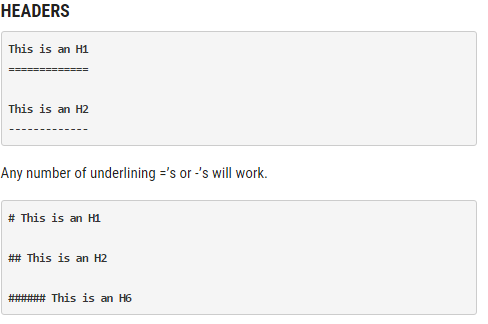 HEADERS
This is an H1
=============
This is an H2
-------------
Any number of underlining ='s or -'s will work.
# This is an H1
## This is an H2
###### This is an H6